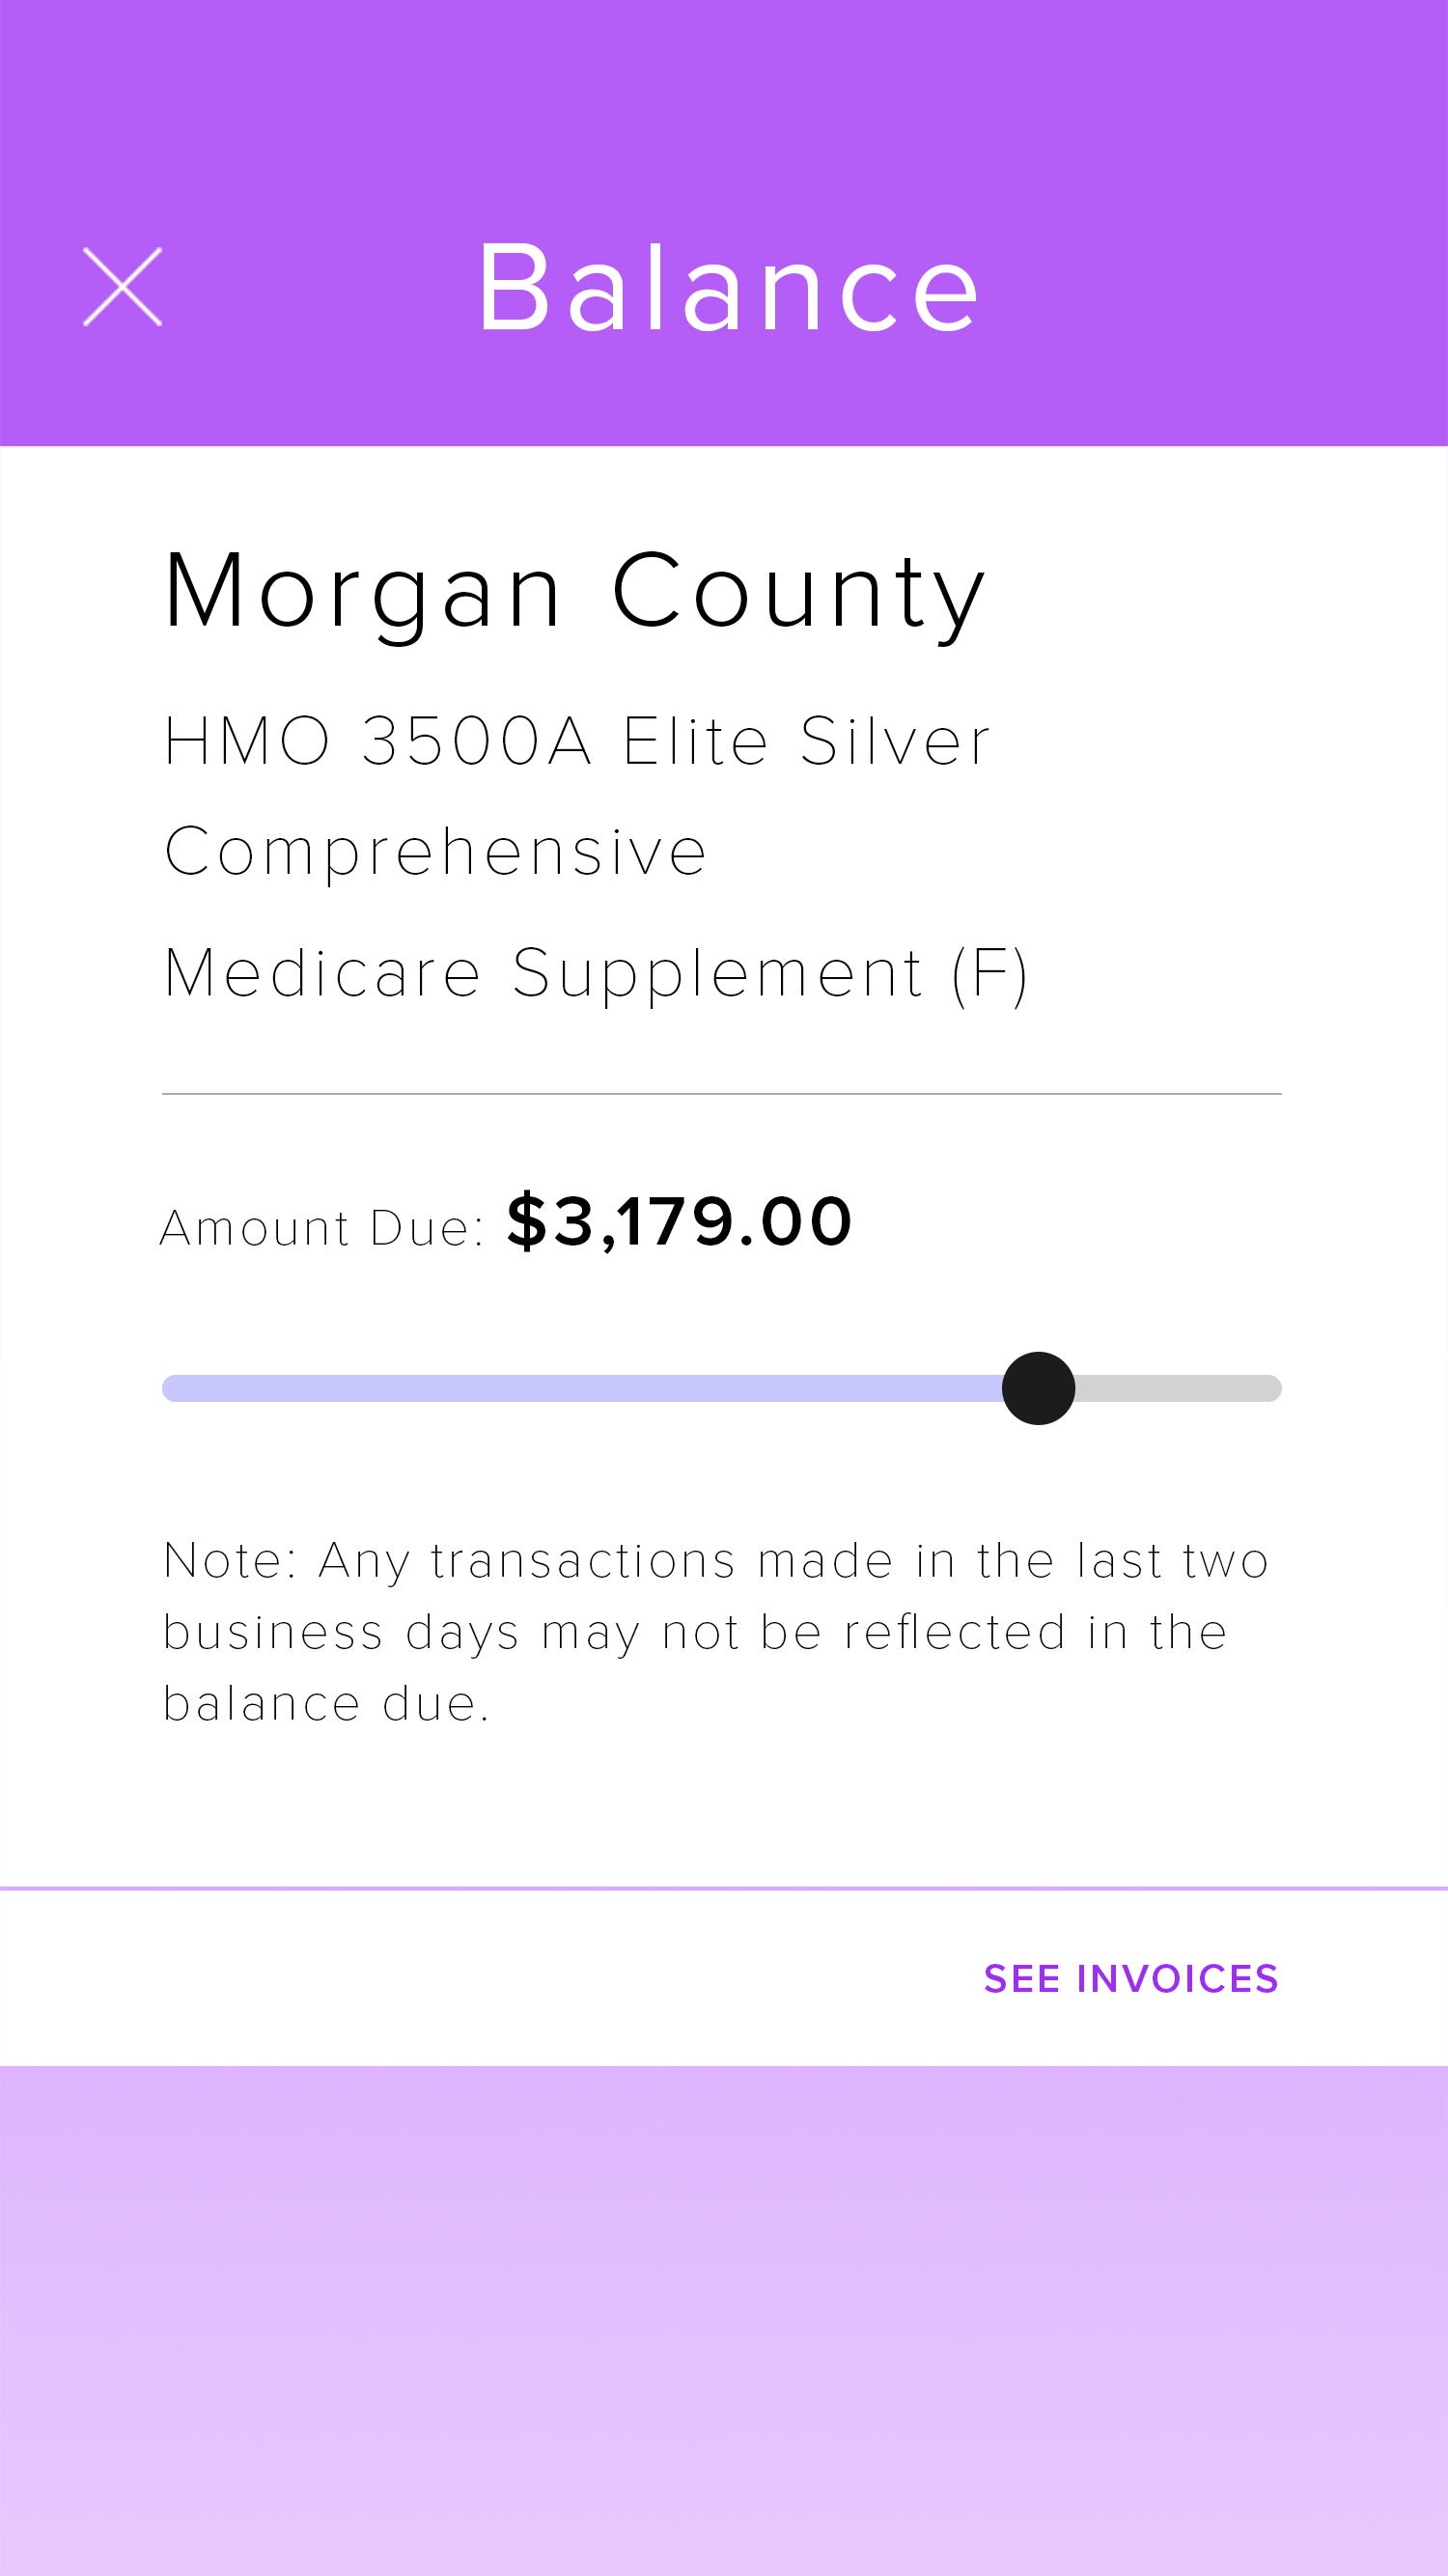 Balance
Morgan County
HMO 3500A Elite Silver
Comprehensive
Medicare Supplement (F)
Amount Due: $3,179.00
Note: Any transactions made in the last two
business days may not be reflected in the
balance due.
SEE INVOICES